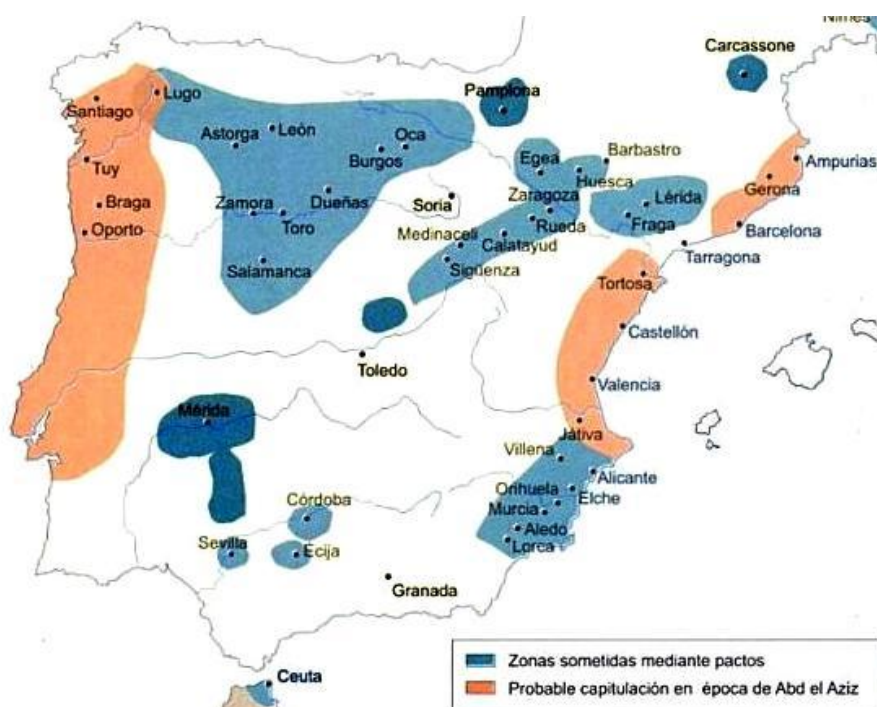 Nimes
Carcassone
Pamplona
Lugo
Santiago
Astorga
León
Oca
Burgos
Egea
Barbastro
Huesca
Ampurias
Gerona
Tuy
Braga
Oporto
Zamora
Toro
Dueñas
Soria
Zaragoza
Lérida
Fraga
Rueda
Barcelona
Medinaceli
Calatayud
Tarragona
Salamanca
Sigüenza
Tortosa
Castellón
Toledo
Valencia
Mérida
Játiva
Villena
Alicante
Orihuela
Elche
Murcia
Córdoba
Aledo
Lorca
Sevilla
Ecija
Granada
Ceuta
Zonas sometidas mediante pactos
Probable capitulación en época de Abd el Aziz